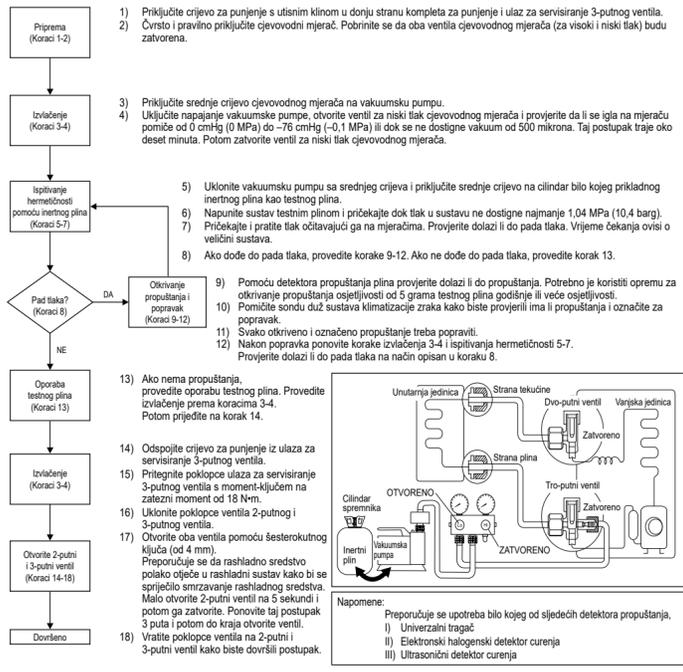 Priprema
(Koraci 1-2)
1) Priključite crijevo za punjenje s utisnim klinom u donju stranu kompleta za punjenje i ulaz za servisiranje 3-putnog ventila.
2) Čvrsto i pravilno priključite cjevovodni mjerač. Pobrinite se da oba ventila cjevovodnog mjerača (za visoki i niski tlak) budu
zatvorena.
Izvlačenje
(Koraci 3-4)
3) Priključite srednje crijevo cjevovodnog mjerača na vakuumsku pumpu.
4) Uključite napajanje vakuumske pumpe, otvorite ventil za niski tlak cjevovodnog mjerača i provjerite da li se igla na mjeraču
pomiče od 0 cmHg (0 MPa) do –76 cmHg (–0,1 MPa) ili dok se ne dostigne vakuum od 500 mikrona. Taj postupak traje oko
deset minuta. Potom zatvorite ventil za niski tlak cjevovodnog mjerača.
Ispitivanje
hermetičnosti
pomoću inertnog plina
(Koraci 5-7)
5) Uklonite vakuumsku pumpu sa srednjeg crijeva i priključite srednje crijevo na cilindar bilo kojeg prikladnog
inertnog plina kao testnog plina.
6) Napunite sustav testnim plinom i pričekajte dok tlak u sustavu ne dostigne najmanje 1,04 MPa (10,4 barg).
7) Pričekajte i pratite tlak očitavajući ga na mjeračima. Provjerite dolazi li do pada tlaka. Vrijeme čekanja ovisi o
veličini sustava.
8) Ako dođe do pada tlaka, provedite korake 9-12. Ako ne dođe do pada tlaka, provedite korak 13.
Pad tlaka?
(Koraci 8)
DA
NE
Otkrivanje
propuštanja i
popravak
(Koraci 9-12)
9) Pomoću detektora propuštanja plina provjerite dolazi li do propuštanja. Potrebno je koristiti opremu za
otkrivanje propuštanja osjetljivosti od 5 grama testnog plina godišnje ili veće osjetljivosti.
10) Pomičite sondu duž sustav klimatizacije zraka kako biste provjerili ima li propuštanja i označite za
popravak.
11) Svako otkriveno i označeno propuštanje treba popraviti.
12) Nakon popravka ponovite korake izvlačenja 3-4 i ispitivanja hermetičnosti 5-7.
Provjerite dolazi li do pada tlaka na način opisan u koraku 8.
Oporaba
testnog plina
(Koraci 13)
13) Ako nema propuštanja,
provedite oporabu testnog plina. Provedite
izvlačenje prema koracima 3-4.
Potom prijeđite na korak 14.
Izvlačenje
(Koraci 3-4)
14) Odspojite crijevo za punjenje iz ulaza za
servisiranje 3-putnog ventila.
15) Pritegnite poklopce ulaza za servisiranje
3-putnog ventila s moment-ključem na
zatezni moment od 18 N•m.
16) Uklonite poklopce ventila 2-putnog i
3-putnog ventila.
17) Otvorite oba ventila pomoću šesterokutnog
ključa (od 4 mm).
Preporučuje se da rashladno sredstvo
polako otječe u rashladni sustav kako bi se
spriječilo smrzavanje rashladnog sredstva.
Malo otvorite 2-putni ventil na 5 sekundi i
potom ga zatvorite. Ponovite taj postupak
3 puta i potom do kraja otvorite ventil.
18) Vratite poklopce ventila na 2-putni i
3-putni ventil kako biste dovršili postupak.
Otvorite 2-putni
i 3-putni ventil
(Koraci 14-18)
Dovršeno
Unutarnja jedinica
Strana tekućine
Dvo-putni ventil
Vanjska jedinica
Zatvoreno
Strana plina
Tro-putni ventil
Zatvoreno
Cilindar
spremnika
OTVORENO
Inertni
plin
Vakuumska
pumpa
ZATVORENO
Napomene:
Preporučuje se upotreba bilo kojeg od sljedećih detektora propuštanja,
I) Univerzalni tragač
II) Elektronski halogenski detektor curenja
III) Ultrasonični detektor curenja